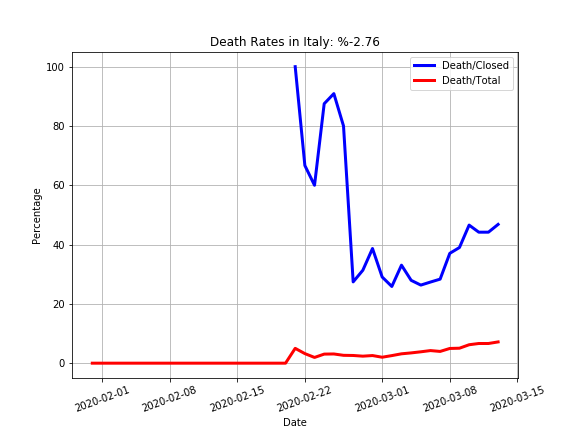 Death Rates in Italy: %-2.76
Death/Closed
Death/Total
Percentage
100
80
60
40
20
0
2020-02-01
2020-02-08
2020-02-15
2020-02-22
2020-03-01
2020-03-08
2020-03-15
Date